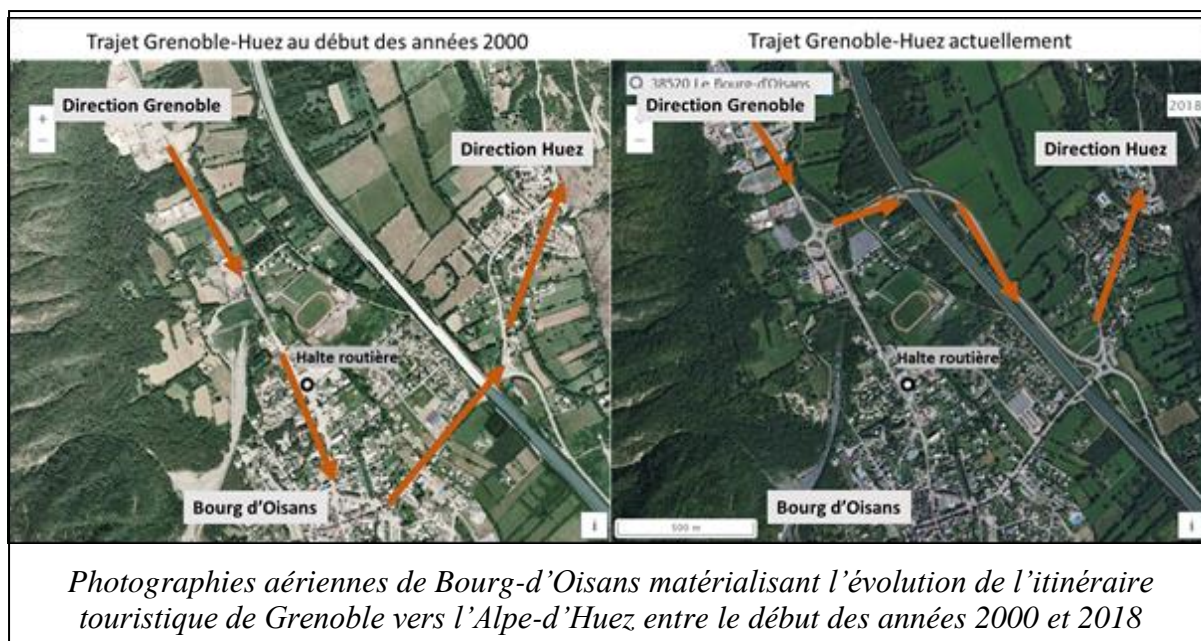 Trajet Grenoble-Huez au début des années 2000
Direction Grenoble
+
−
Direction Huez
Halte routière
Bourg d'Oisans
i
Trajet Grenoble-Huez actuellement
38520 Le Bourg-d'Oisans
Direction Grenoble
2018
Direction Huez
Halte routière
Bourg d'Oisans
500 m
i
Photographies aériennes de Bourg-d'Oisans matérialisant l'évolution de l'itinéraire
touristique de Grenoble vers l'Alpe-d'Huez entre le début des années 2000 et 2018